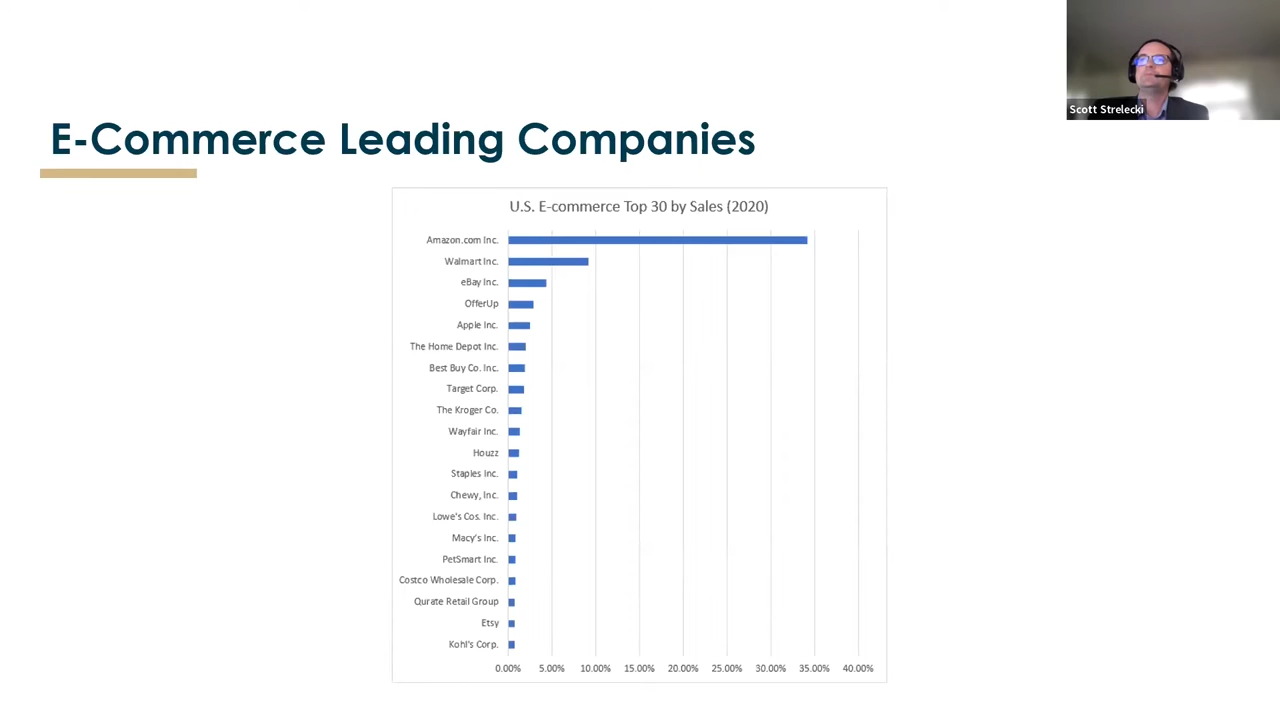 Scott Strelecki
E-Commerce Leading Companies
U.S. E-commerce Top 30 by Sales (2020)
Amazon.com Inc.
Walmart Inc.
eBay Inc.
OfferUp
Apple Inc.
The Home Depot Inc.
Best Buy Co. Inc.
Target Corp.
The Kroger Co.
Wayfair Inc.
Houzz
Staples Inc.
Chewy, Inc.
Lowe's Cos. Inc.
Macy's Inc.
PetSmart Inc.
Costco Wholesale Corp.
Qurate Retail Group
Etsy
Kohl's Corp.
0.00% 5.00% 10.00% 15.00% 20.00% 25.00% 30.00% 35.00% 40.00%